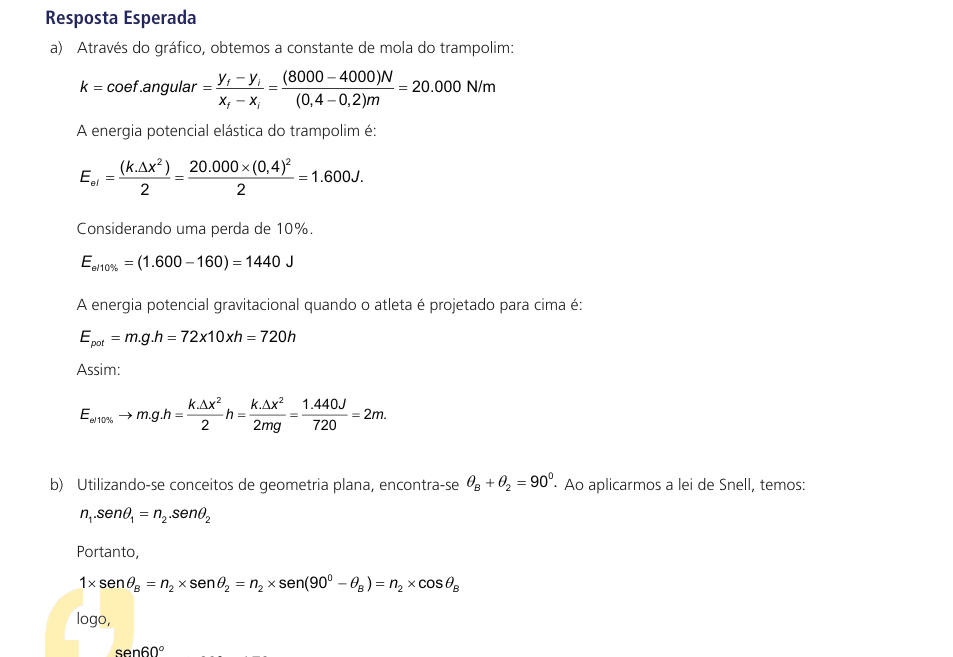 Resposta Esperada
a) Através do gráfico, obtemos a constante de mola do trampolim:
k = coef.angular = (y_f − y_i)/(x_f − x_i) = (8000 − 4000)N/(0,4 − 0,2)m = 20.000 N/m
A energia potencial elástica do trampolim é:
E_el = (k.Δx²)/2 = 20.000 × (0,4)²/2 = 1.600J.
Considerando uma perda de 10%.
E_el10% = (1.600 − 160) = 1440 J
A energia potencial gravitacional quando o atleta é projetado para cima é:
E_pot = m.g.h = 72x10xh = 720h
Assim:
E_el10% → m.g.h = k.Δx²/2 h = k.Δx²/2mg = 1.440J/720 = 2m.
b) Utilizando-se conceitos de geometria plana, encontra-se θ_B + θ_2 = 90⁰. Ao aplicarmos a lei de Snell, temos:
n_1.senθ_1 = n_2.senθ_2
Portanto,
1× senθ_B = n_2 × senθ_2 = n_2 × sen(90⁰ − θ_B) = n_2 × cosθ_B
logo,
sen60º